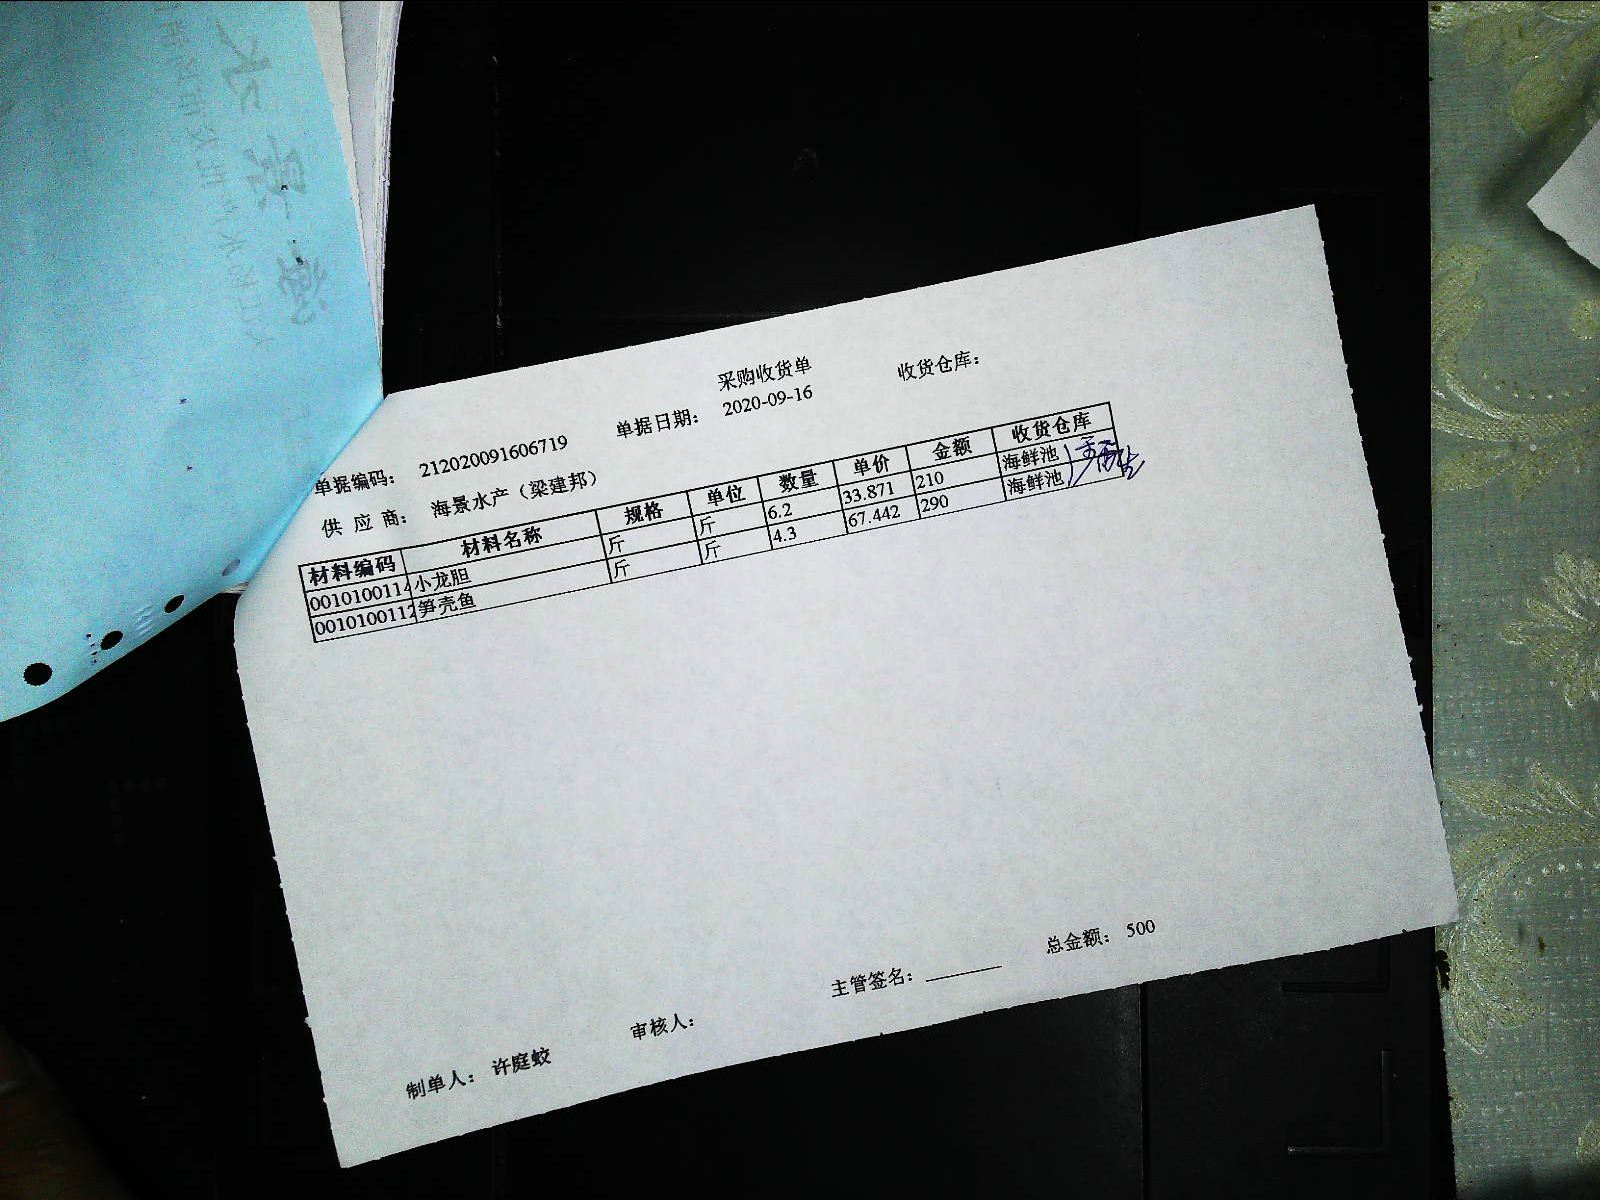 采购收货单
单据编码： 212020091606719 单据日期： 2020-09-16 收货仓库：
供 应 商： 海景水产（梁建邦）
材料编码 材料名称 规格 单位 数量 单价 金额 收货仓库
0010100114 小龙胆 斤 斤 6.2 33.871 210 海鲜池
0010100112 笋壳鱼 斤 斤 4.3 67.442 290 海鲜池
总金额： 500
制单人： 许庭蛟 审核人： 主管签名：